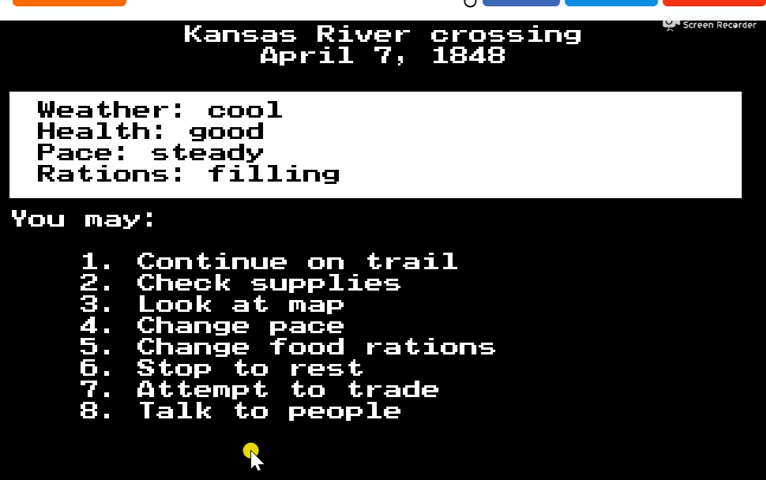 Screen Recorder
Kansas River crossing
April 7, 1848
Weather: cool
Health: good
Pace: steady
Rations: filling
You may:
1. Continue on trail
2. Check supplies
3. Look at map
4. Change pace
5. Change food rations
6. Stop to rest
7. Attempt to trade
8. Talk to people